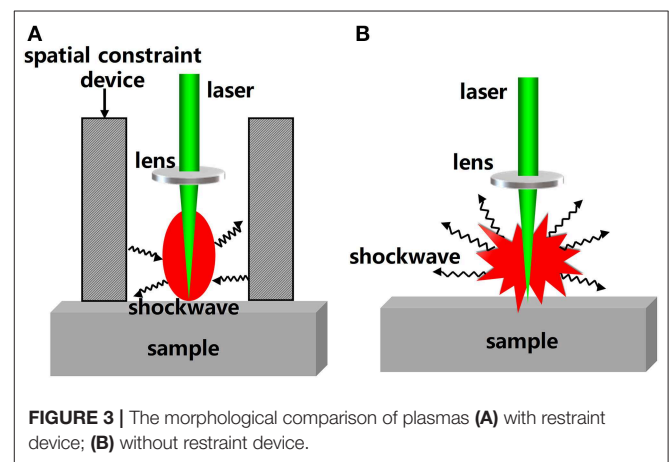 A
spatial constraint
device
laser
lens
shockwave
sample
B
laser
lens
shockwave
sample
FIGURE 3 | The morphological comparison of plasmas (A) with restraint
device; (B) without restraint device.